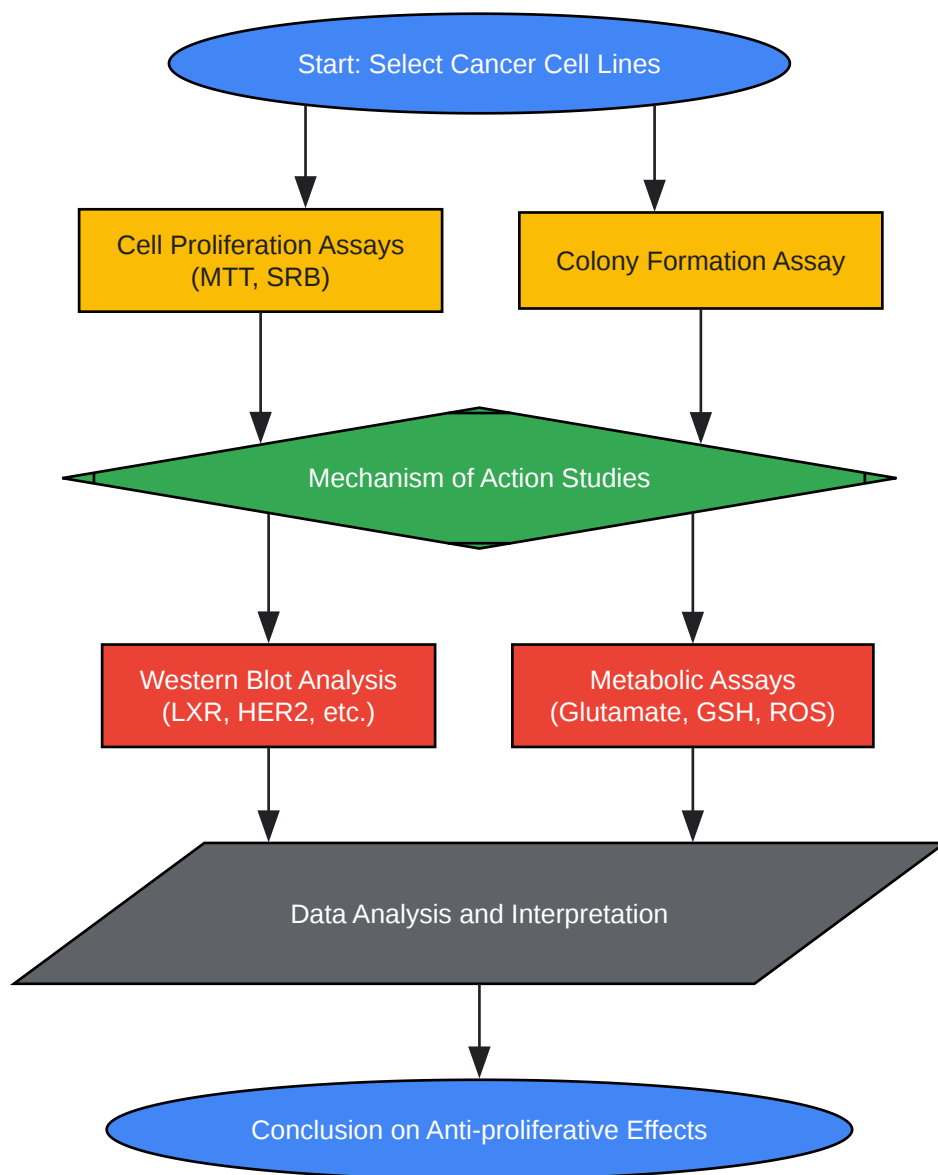 Start: Select Cancer Cell Lines
Cell Proliferation Assays
(MTT, SRB)
Colony Formation Assay
Mechanism of Action Studies
Western Blot Analysis
(LXR, HER2, etc.)
Metabolic Assays
(Glutamate, GSH, ROS)
Data Analysis and Interpretation
Conclusion on Anti-proliferative Effects